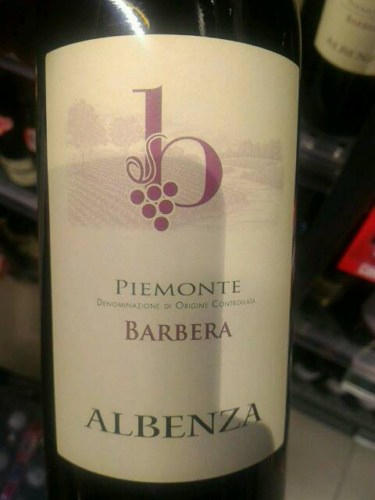 b
PIEMONTE
DENOMINAZIONE DI ORIGINE CONTROLLATA
BARBERA
ALBENZA